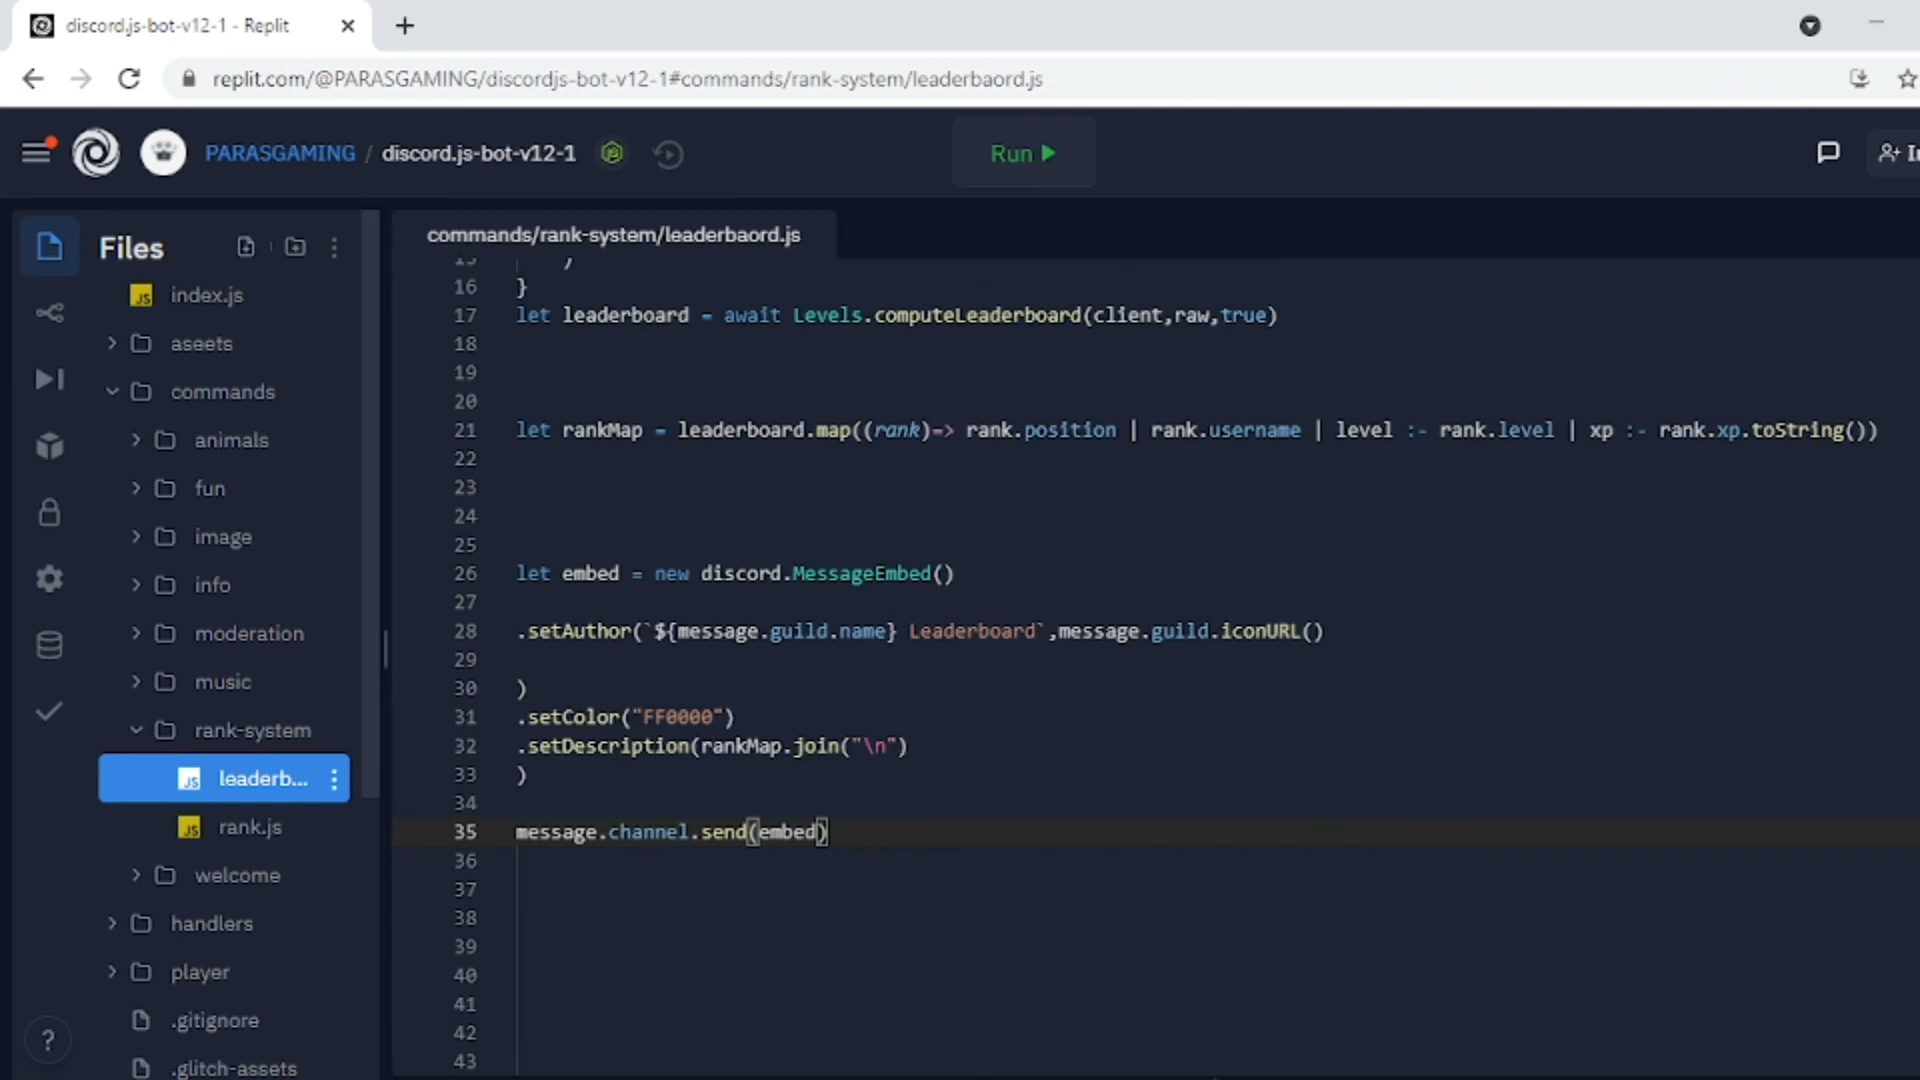 discord.js-bot-v12-1 - Replit
replit.com/@PARASGAMING/discordjs-bot-v12-1#commands/rank-system/leaderbaord.js
PARASGAMING / discord.js-bot-v12-1
Run
Files
index.js
aseets
commands
animals
fun
image
info
moderation
music
rank-system
leaderb...
rank.js
welcome
handlers
player
.gitignore
.glitch-assets
?
commands/rank-system/leaderbaord.js
16 }
17 let leaderboard = await Levels.computeLeaderboard(client,raw,true)
18
19
20
21 let rankMap = leaderboard.map((rank)=> rank.position | rank.username | level :- rank.level | xp :- rank.xp.toString())
22
23
24
25
26 let embed = new discord.MessageEmbed()
27
28 .setAuthor(`${message.guild.name} Leaderboard`,message.guild.iconURL()
29
30 )
31 .setColor("FF0000")
32 .setDescription(rankMap.join("\n")
33 )
34
35 message.channel.send(embed)
36
37
38
39
40
41
42
43